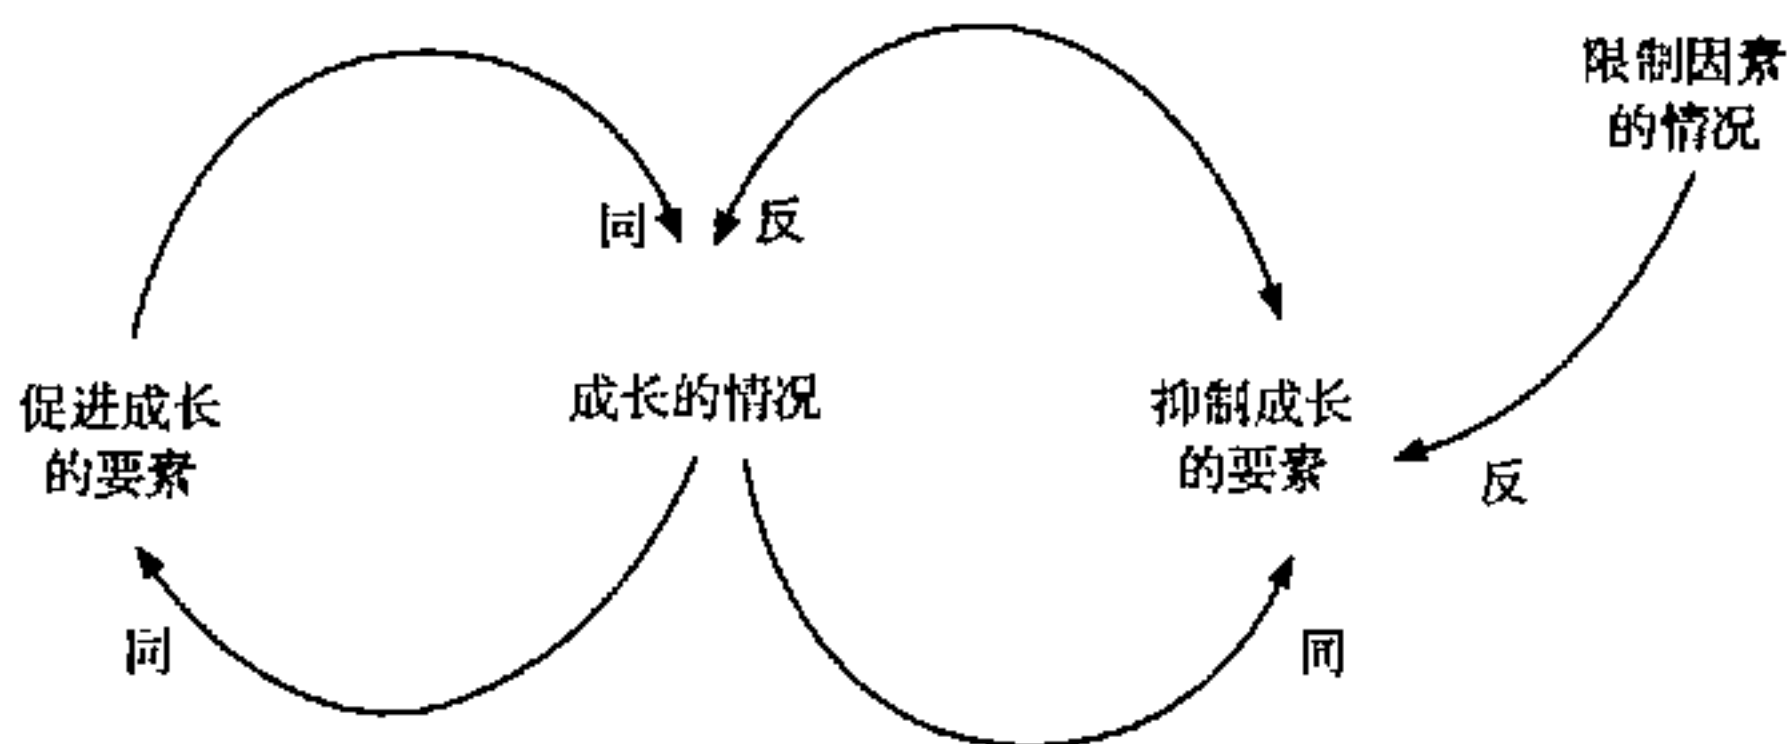 限制因素
的情况
同
反
促进成长
的要素
成长的情况
抑制成长
的要素
反
同
同